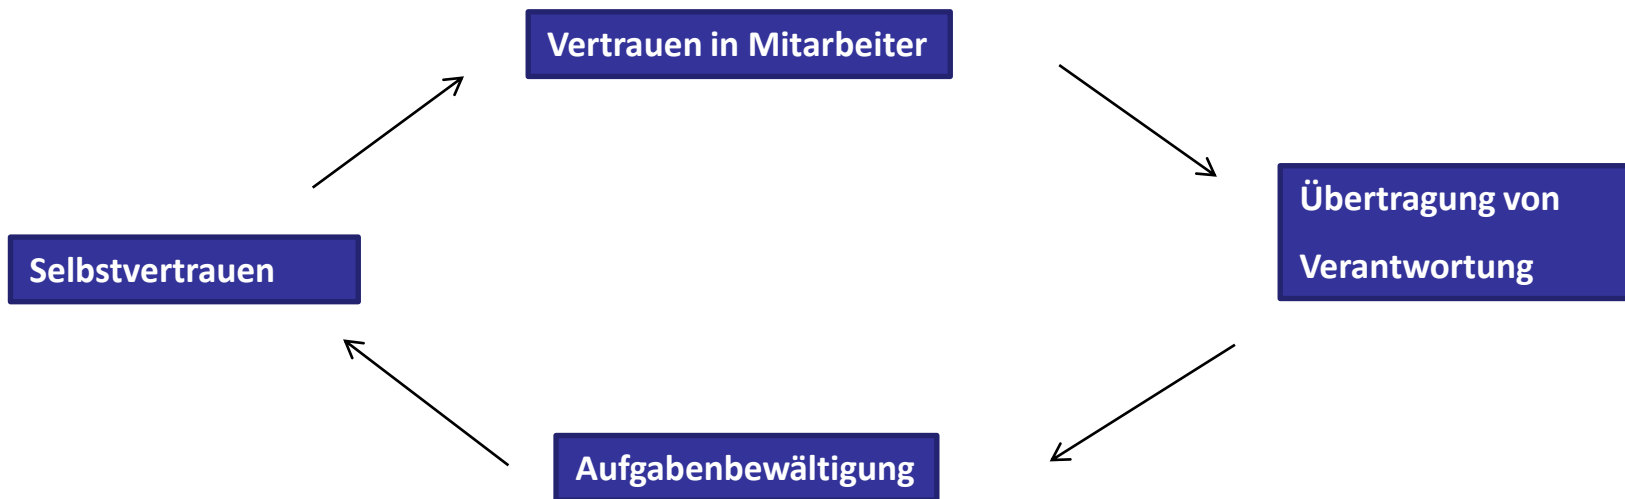 Vertrauen in Mitarbeiter
Übertragung von
Verantwortung
Selbstvertrauen
Aufgabenbewältigung